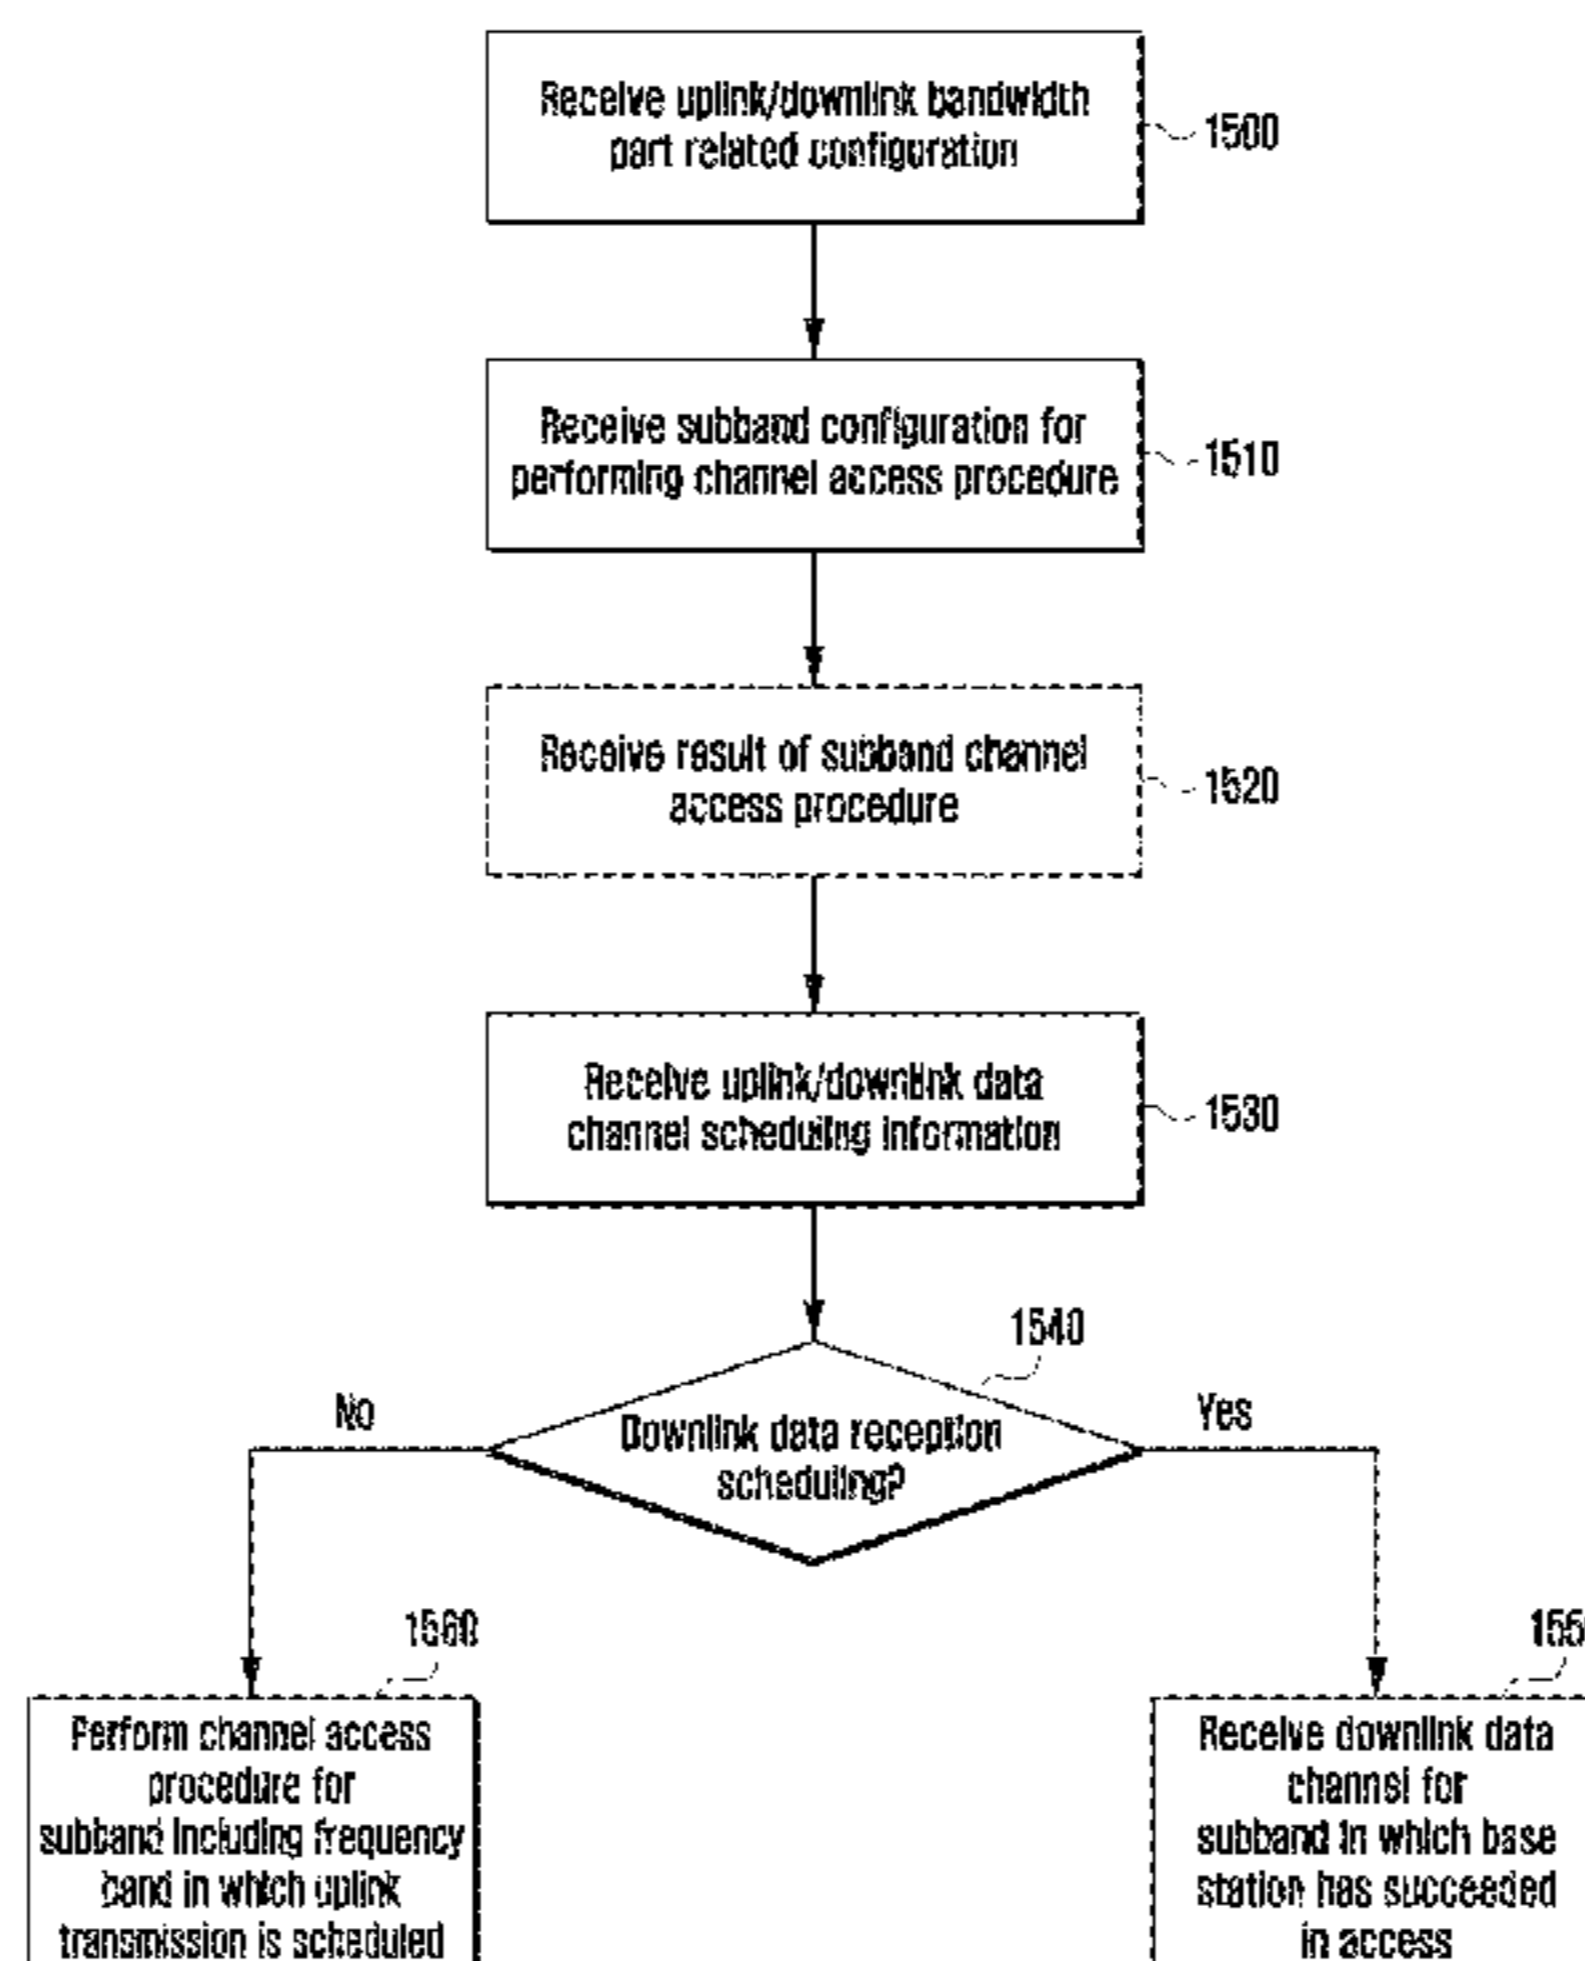 Receive uplink/downlink bandwidth
part related configuration
1500
Receive subband configuration for
performing channel access procedure
1510
Receive result of subband channel
access procedure
1520
Receive uplink/downlink data
channel scheduling information
1530
1540
No
Downlink data reception
scheduling?
Yes
1560
Perform channel access
procedure for
subband including frequency
band in which uplink
transmission is scheduled
Receive downlink data
channel for
subband in which base
station has succeeded
in access